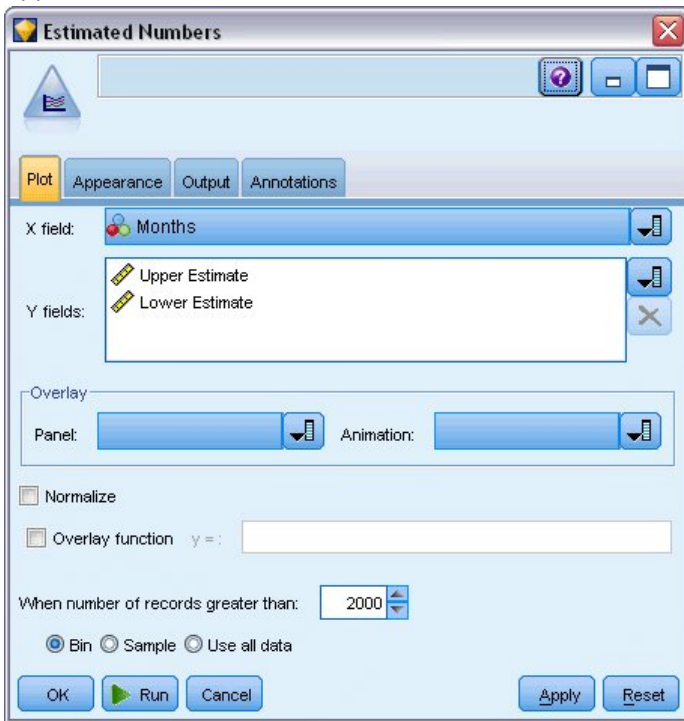 Estimated Numbers
Plot Appearance Output Annotations
X field: Months
Y fields: Upper Estimate
Lower Estimate
Overlay
Panel: Animation:
Normalize
Overlay function y = :
When number of records greater than: 2000
Bin Sample Use all data
OK Run Cancel Apply Reset